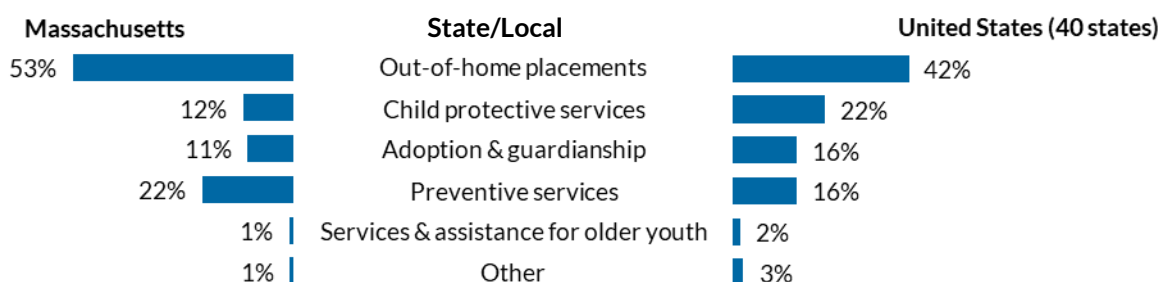 Massachusetts State/Local United States (40 states)
53% Out-of-home placements 42%
12% Child protective services 22%
11% Adoption & guardianship 16%
22% Preventive services 16%
1% Services & assistance for older youth 2%
1% Other 3%